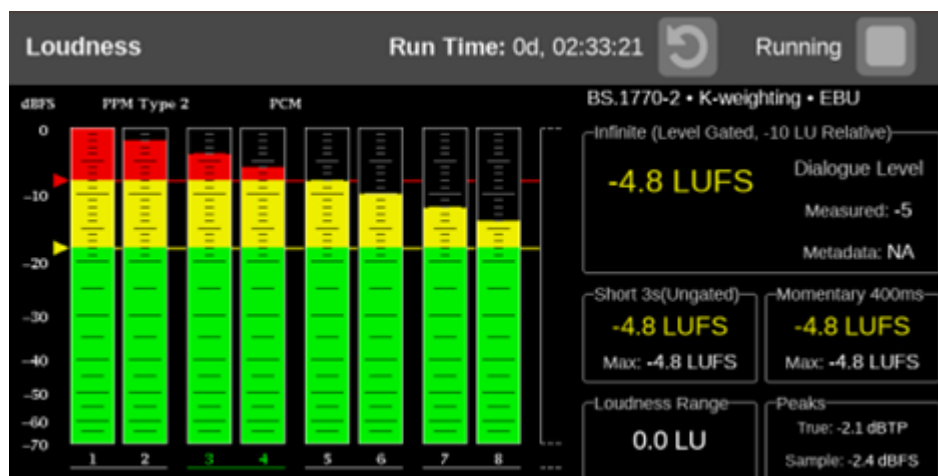 Loudness Run Time: 0d, 02:33:21 Running
dBFS PPM Type 2 PCM
BS.1770-2 • K-weighting • EBU
0
-10
-20
-30
-40
-50
-60
-70
1 2 3 4 5 6 7 8
Infinite (Level Gated, -10 LU Relative)
-4.8 LUFS
Dialogue Level
Measured: -5
Metadata: NA
Short 3s(Ungated)
-4.8 LUFS
Max: -4.8 LUFS
Momentary 400ms
-4.8 LUFS
Max: -4.8 LUFS
Loudness Range
0.0 LU
Peaks
True: -2.1 dBTP
Sample: -2.4 dBFS